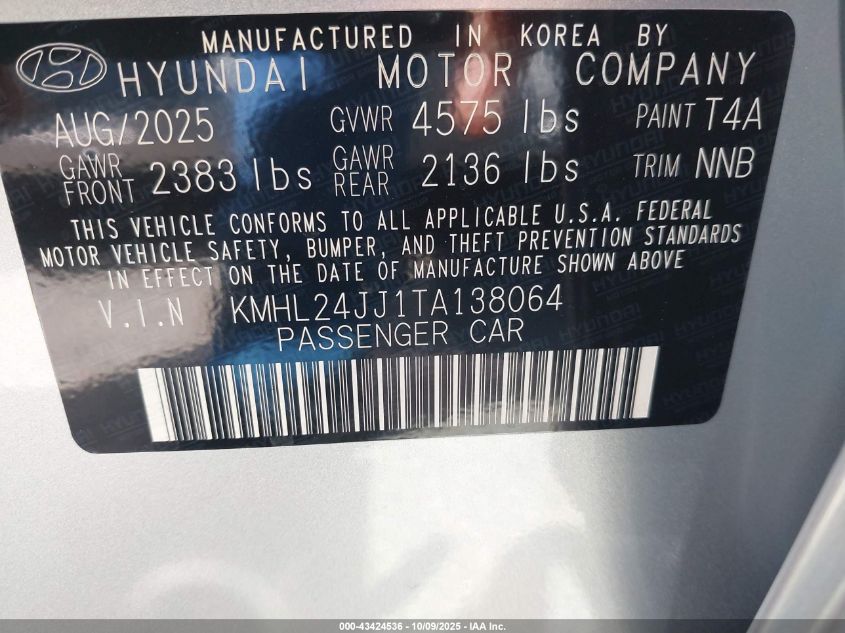 MANUFACTURED IN KOREA BY
HYUNDAI MOTOR COMPANY
AUG/2025 GVWR 4575 lbs PAINT T4A
GAWR FRONT 2383 lbs GAWR REAR 2136 lbs TRIM NNB
THIS VEHICLE CONFORMS TO ALL APPLICABLE U.S.A. FEDERAL
MOTOR VEHICLE SAFETY, BUMPER, AND THEFT PREVENTION STANDARDS
IN EFFECT ON THE DATE OF MANUFACTURE SHOWN ABOVE
V.I.N KMHL24JJ1TA138064
PASSENGER CAR
000-43424536 - 10/09/2025 - IAA Inc.